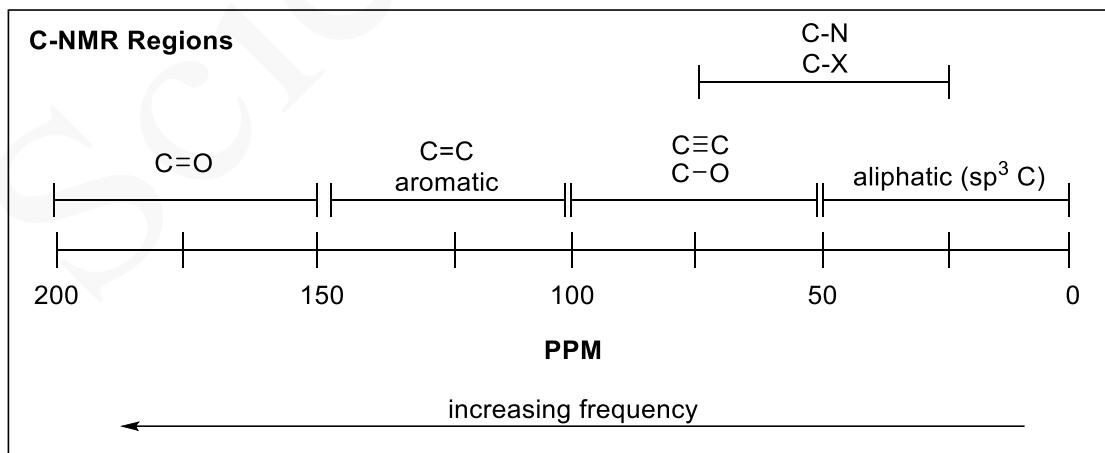 C-NMR Regions
C-N
C-X
C=O
C=C
aromatic
C≡C
C-O
aliphatic (sp³ C)
200 150 100 50 0
PPM
increasing frequency